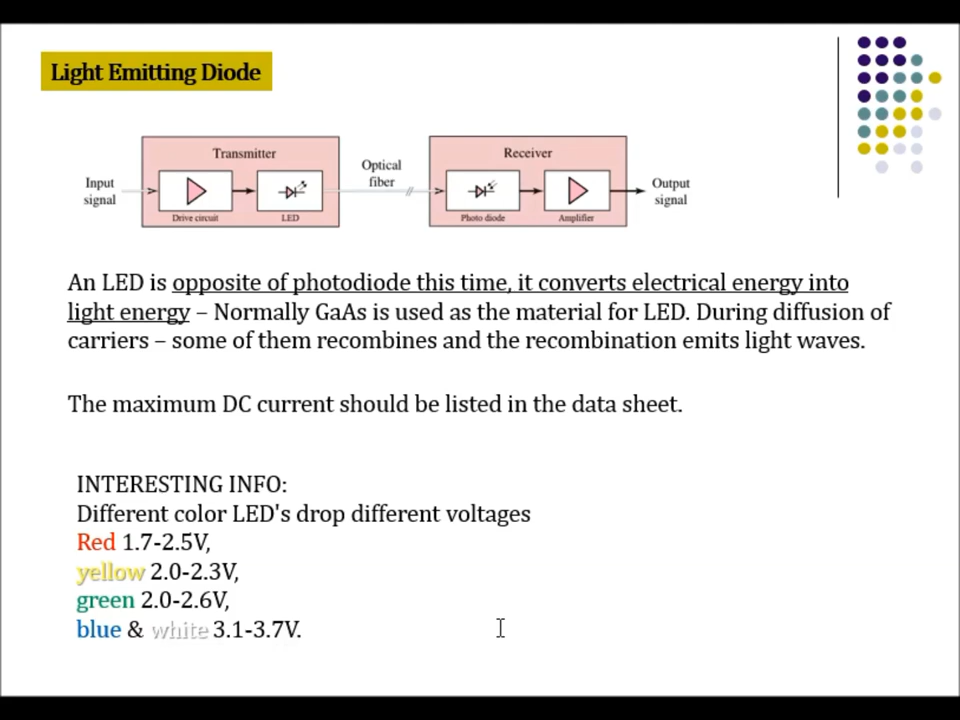 Light Emitting Diode
Transmitter
Receiver
Optical
fiber
Input
signal
Output
signal
Drive circuit
LED
Photo diode
Amplifier
An LED is opposite of photodiode this time, it converts electrical energy into
light energy – Normally GaAs is used as the material for LED. During diffusion of
carriers – some of them recombines and the recombination emits light waves.
The maximum DC current should be listed in the data sheet.
INTERESTING INFO:
Different color LED's drop different voltages
Red 1.7-2.5V,
yellow 2.0-2.3V,
green 2.0-2.6V,
blue & white 3.1-3.7V.